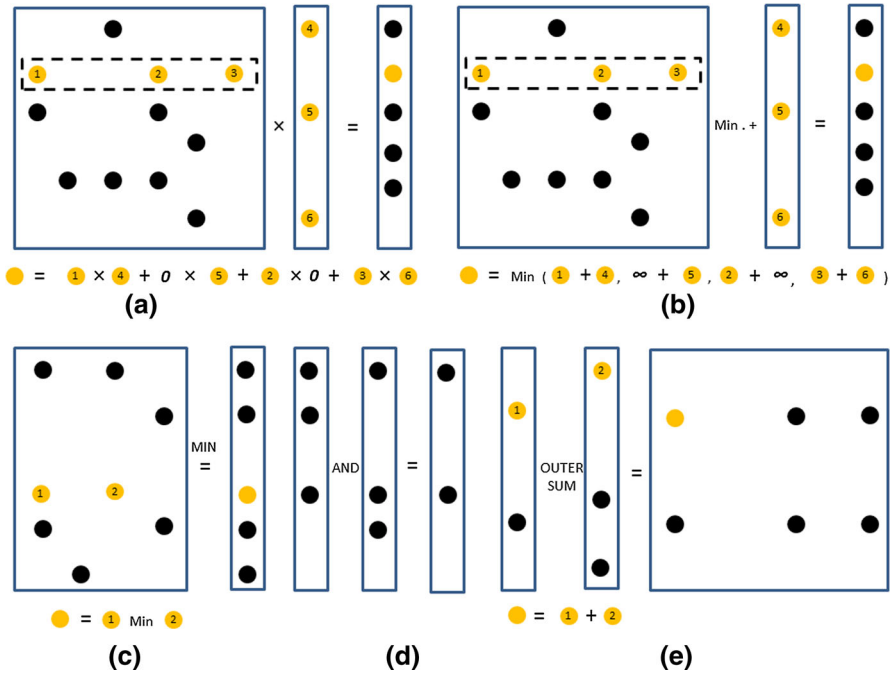 4 4
1 2 3 1 2 3
5 5
× = Min . + =
6 6
= 1 × 4 + 0 × 5 + 2 × 0 + 3 × 6
= Min ( 1 + 4 , ∞ + 5 , 2 + ∞ , 3 + 6 )
(a) (b)
2
1
MIN
= AND = OUTER
SUM =
1 2
= 1 Min 2
= 1 + 2
(c) (d) (e)